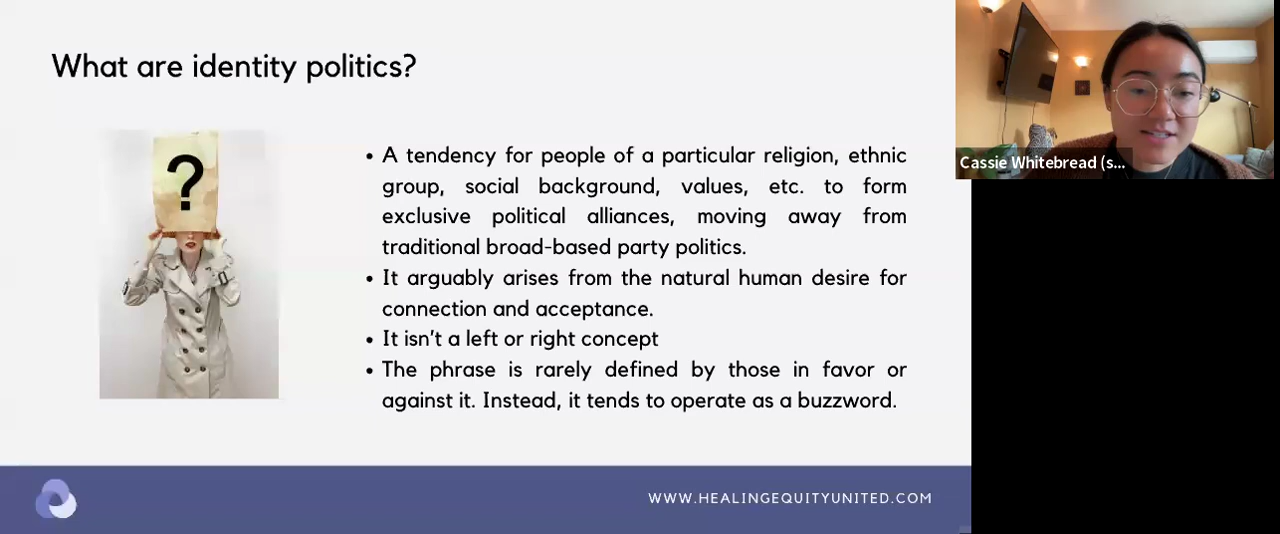 What are identity politics?
?
• A tendency for people of a particular religion, ethnic
group, social background, values, etc. to form
exclusive political alliances, moving away from
traditional broad-based party politics.
• It arguably arises from the natural human desire for
connection and acceptance.
• It isn't a left or right concept
• The phrase is rarely defined by those in favor or
against it. Instead, it tends to operate as a buzzword.
WWW.HEALINGEQUITYUNITED.COM
Cassie Whitebread (s...